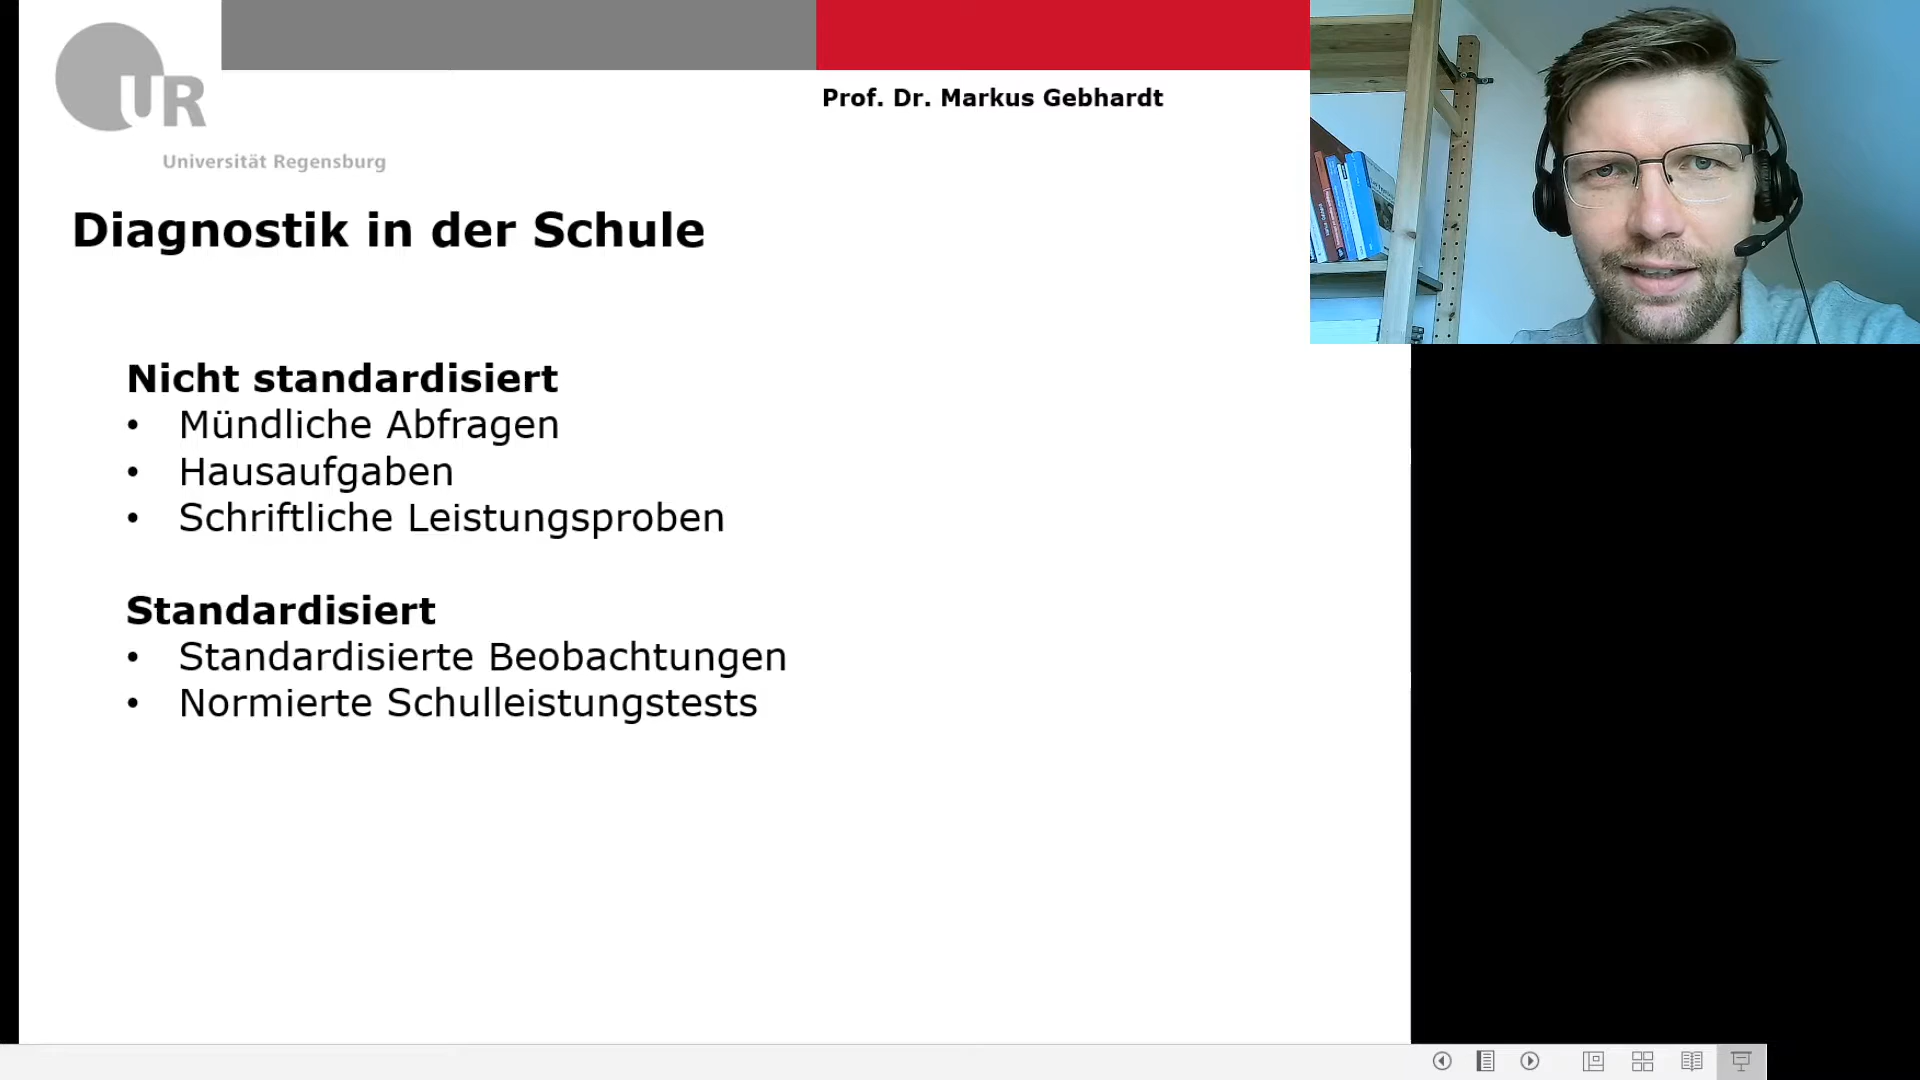 UR
Universität Regensburg
Prof. Dr. Markus Gebhardt
Diagnostik in der Schule
Nicht standardisiert
• Mündliche Abfragen
• Hausaufgaben
• Schriftliche Leistungsproben
Standardisiert
• Standardisierte Beobachtungen
• Normierte Schulleistungstests